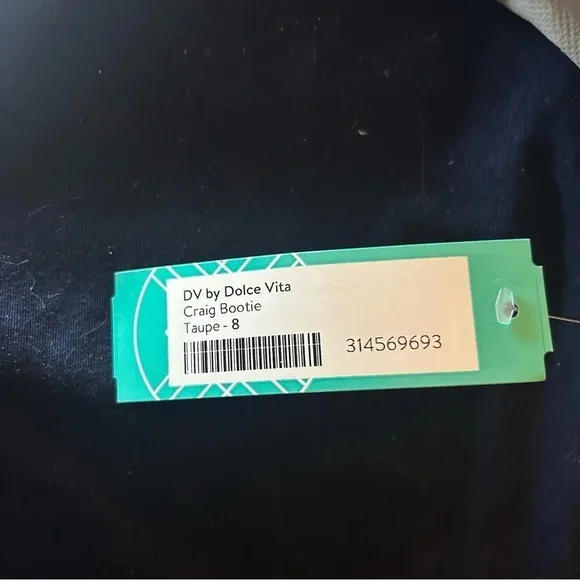 DV by Dolce Vita
Craig Bootie
Taupe - 8
314569693